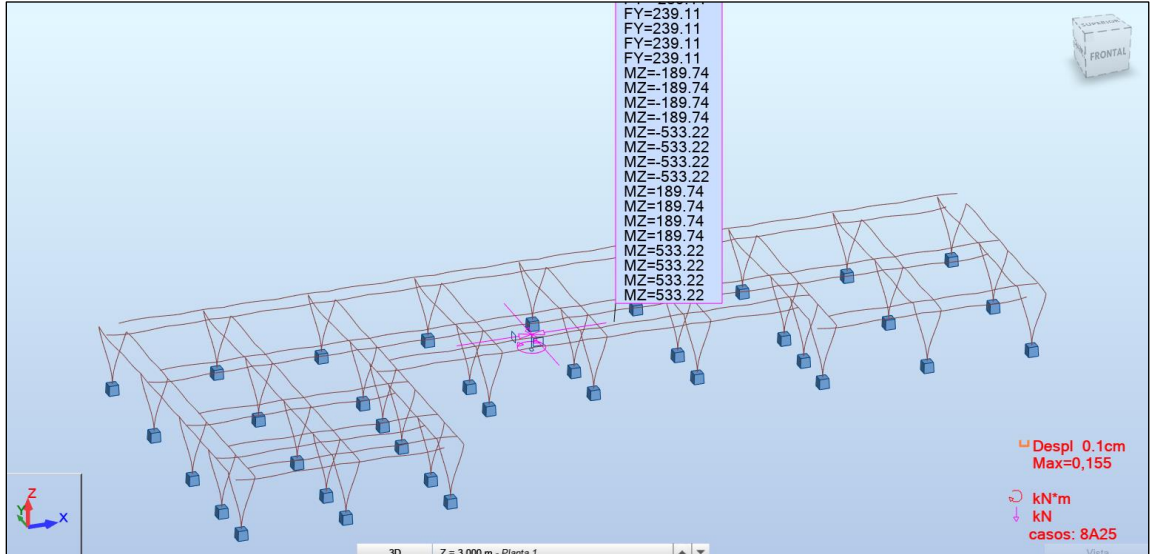 FY=239.11
FY=239.11
FY=239.11
FY=239.11
MZ=-189.74
MZ=-189.74
MZ=-189.74
MZ=-189.74
MZ=-533.22
MZ=-533.22
MZ=-533.22
MZ=-533.22
MZ=189.74
MZ=189.74
MZ=189.74
MZ=189.74
MZ=533.22
MZ=533.22
MZ=533.22
MZ=533.22
SUPERIOR
FRONTAL
Despl 0.1cm
Max=0,155
kN*m
kN
casos: 8A25
Z
Y
X
3D
Z = 3.000 m - Planta 1
Vista